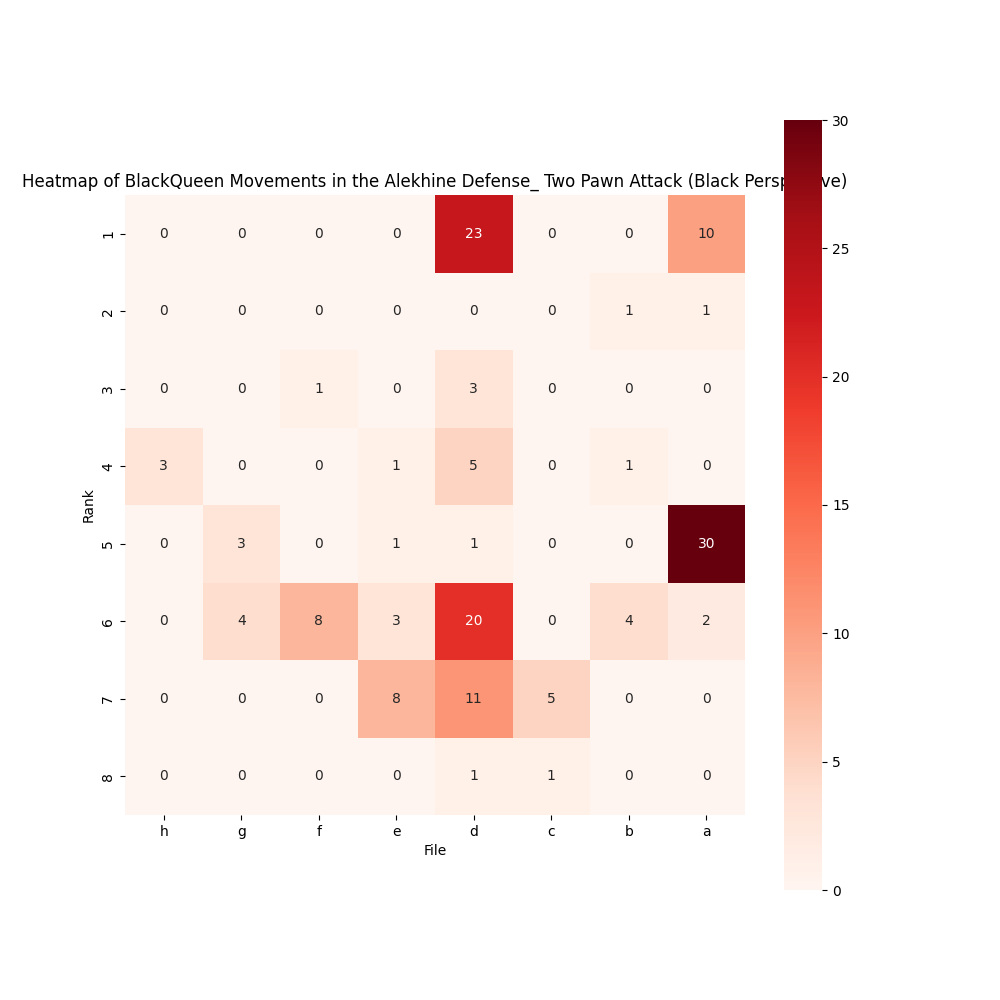 Heatmap of BlackQueen Movements in the Alekhine Defense_ Two Pawn Attack (Black Persp ve)
30
25
20
15
10
5
0
Rank
1 0 0 0 0 23 0 0 10
2 0 0 0 0 0 0 1 1
3 0 0 1 0 3 0 0 0
4 3 0 0 1 5 0 1 0
5 0 3 0 1 1 0 0 30
6 0 4 8 3 20 0 4 2
7 0 0 0 8 11 5 0 0
8 0 0 0 0 1 1 0 0
h g f e d c b a
File